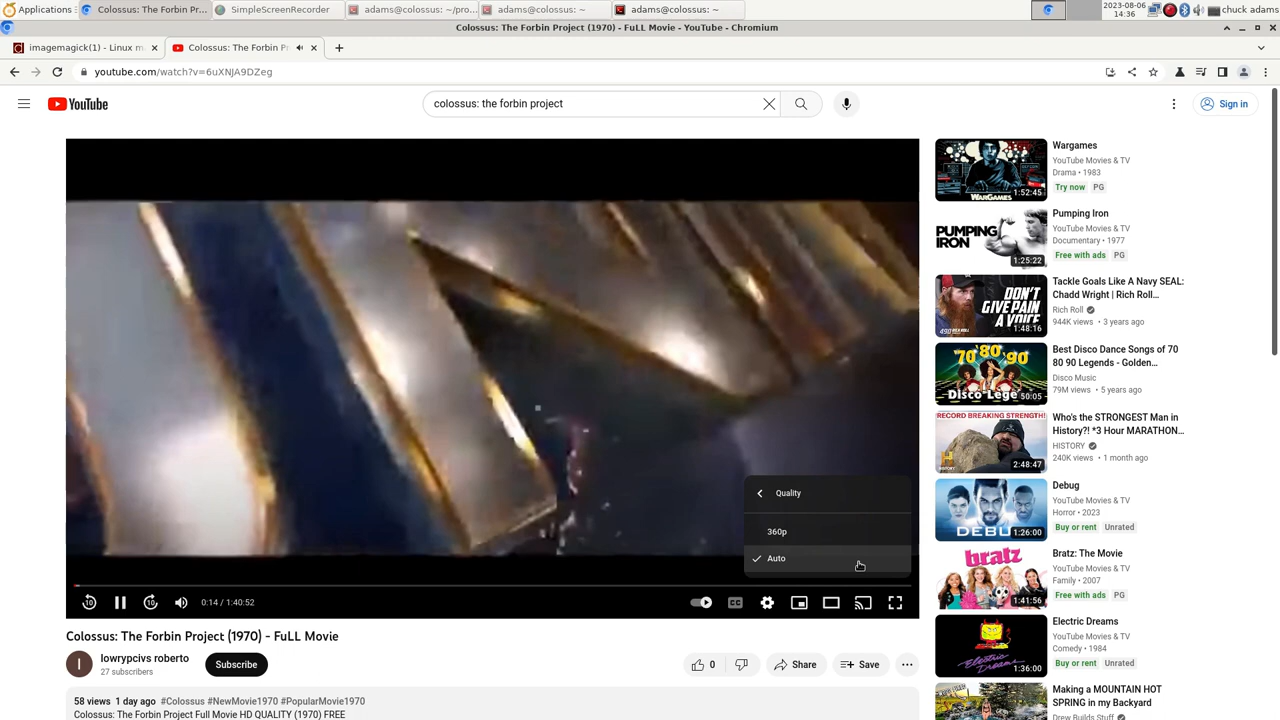 Applications
Colossus: The Forbin Pr...
SimpleScreenRecorder
adams@colossus: ~/pro...
adams@colossus: ~
adams@colossus: ~
2023-08-06
14:36
chuck adams
Colossus: The Forbin Project (1970) - FuLL Movie - YouTube - Chromium
imagemagick(1) - Linux m
Colossus: The Forbin P
youtube.com/watch?v=6uXNJA9DZeg
YouTube
colossus: the forbin project
Sign in
Quality
360p
Auto
0:14 / 1:40:52
Colossus: The Forbin Project (1970) - FuLL Movie
lowrypcivs roberto
27 subscribers
Subscribe
0
Share
Save
58 views 1 day ago #Colossus #NewMovie1970 #PopularMovie1970
Colossus: The Forbin Project Full Movie HD QUALITY (1970) FREE
WARGAMES
1:52:45
Wargames
YouTube Movies & TV
Drama • 1983
Try now PG
PUMPING
IRON
1:25:22
Pumping Iron
YouTube Movies & TV
Documentary • 1977
Free with ads PG
DON'T
GIVE PAIN
A VOICE
1:48:16
Tackle Goals Like A Navy SEAL:
Chadd Wright | Rich Roll...
Rich Roll
944K views • 3 years ago
'70 '80 '90
Disco Lege
50:05
Best Disco Dance Songs of 70
80 90 Legends - Golden...
Disco Music
79M views • 5 years ago
RECORD BREAKING STRENGTH!
2:48:47
Who's the STRONGEST Man in
History?! *3 Hour MARATHON...
HISTORY
240K views • 1 month ago
DEBU
1:26:00
Debug
YouTube Movies & TV
Horror • 2023
Buy or rent Unrated
bratz
1:41:56
Bratz: The Movie
YouTube Movies & TV
Family • 2007
Free with ads PG
Electric Dreams
1:36:00
Electric Dreams
YouTube Movies & TV
Comedy • 1984
Buy or rent Unrated
Making a MOUNTAIN HOT
SPRING in my Backyard
Drew Builds Stuff